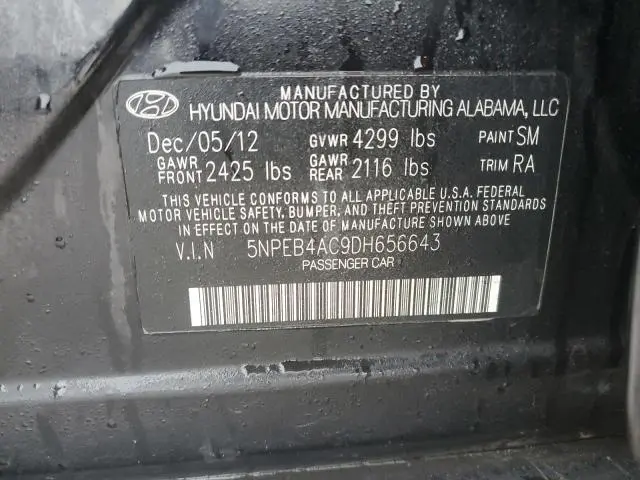 MANUFACTURED BY
HYUNDAI MOTOR MANUFACTURING ALABAMA, LLC
Dec/05/12 GVWR 4299 lbs PAINT SM
GAWR FRONT 2425 lbs GAWR REAR 2116 lbs TRIM RA
THIS VEHICLE CONFORMS TO ALL APPLICABLE U.S.A. FEDERAL
MOTOR VEHICLE SAFETY, BUMPER, AND THEFT PREVENTION STANDARDS
IN EFFECT ON THE DATE OF MANUFACTURE SHOWN ABOVE
V.I.N 5NPEB4AC9DH656643
PASSENGER CAR